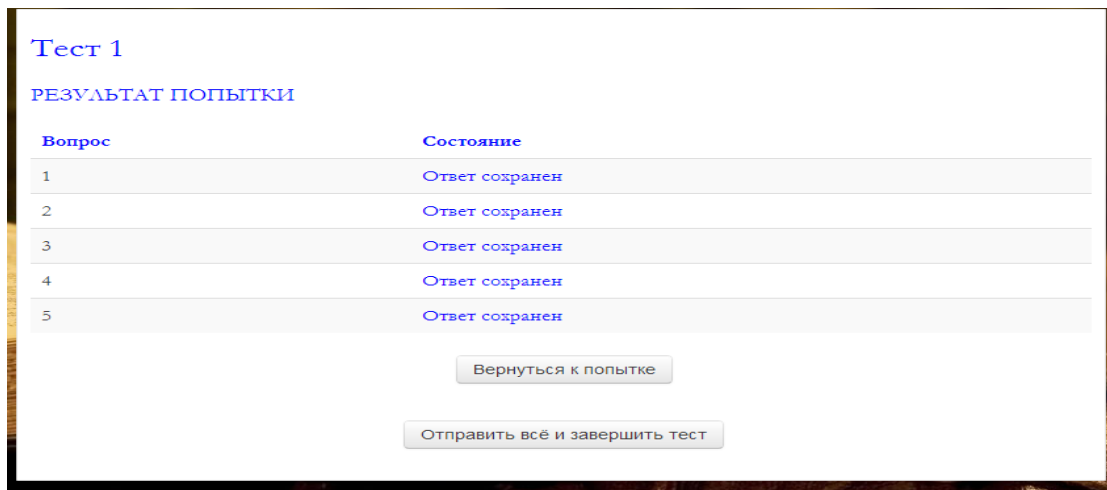 Тест 1
РЕЗУЛЬТАТ ПОПЫТКИ
Вопрос Состояние
1 Ответ сохранен
2 Ответ сохранен
3 Ответ сохранен
4 Ответ сохранен
5 Ответ сохранен
Вернуться к попытке
Отправить всё и завершить тест